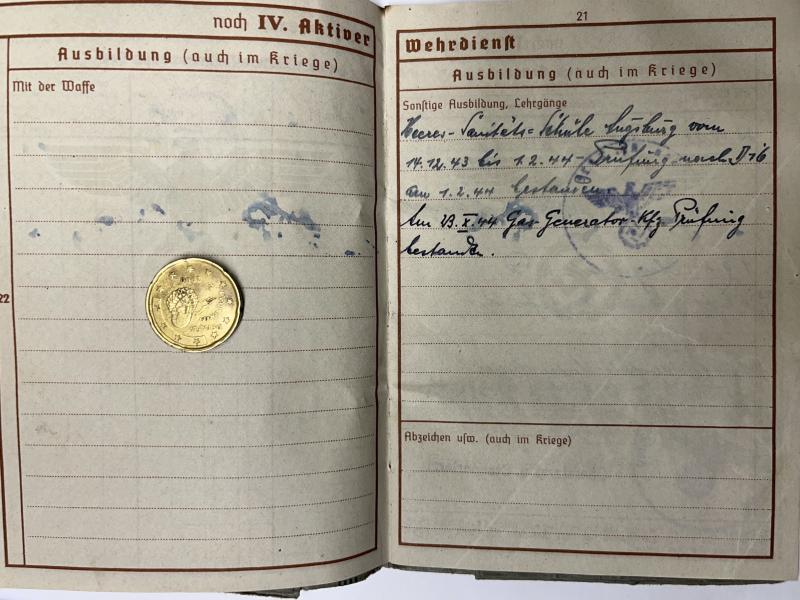 noch IV. Aktiver
Ausbildung (auch im Kriege)
Mit der Waffe
22
21
Wehrdienst
Ausbildung (auch im Kriege)
Sonstige Ausbildung, Lehrgänge
Heeres-Sanitäts-Schule Augsburg vom
14.12.43 bis 1.2.44 - Prüfung nach
am 1.2.44 bestanden
Am 23.X.44 Gas Generator-Kfz Prüfung
bestanden.
Abzeichen usw. (auch im Kriege)